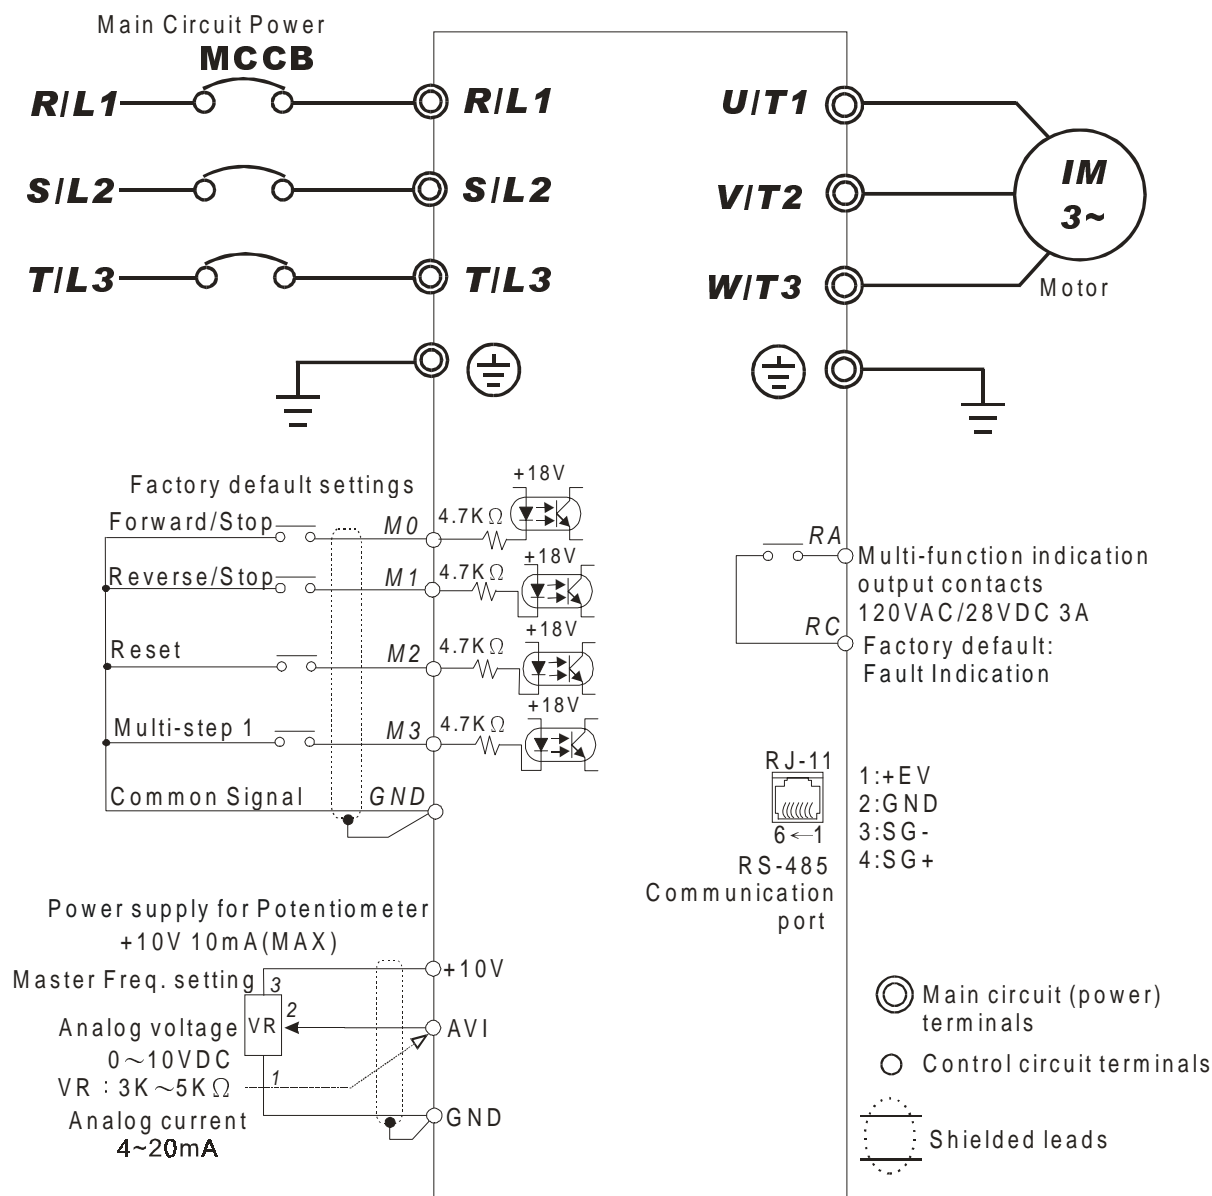 Main Circuit Power
MCCB
R/L1
R/L1
S/L2
S/L2
T/L3
T/L3
U/T1
V/T2
W/T3
IM
3~
Motor
Factory default settings
+18V
Forward/Stop
M0
4.7KΩ
+18V
Reverse/Stop
M1
4.7KΩ
+18V
Reset
M2
4.7KΩ
+18V
Multi-step 1
M3
4.7KΩ
Common Signal
GND
RA
Multi-function indication
output contacts
120VAC/28VDC 3A
RC
Factory default:
Fault Indication
RJ-11
6←1
1:+EV
2:GND
3:SG-
4:SG+
RS-485
Communication
port
Power supply for Potentiometer
+10V 10mA(MAX)
+10V
Master Freq. setting
3
2
Analog voltage
VR
AVI
0～10VDC
VR：3K～5KΩ
1
Analog current
4~20mA
GND
Main circuit (power)
terminals
Control circuit terminals
Shielded leads